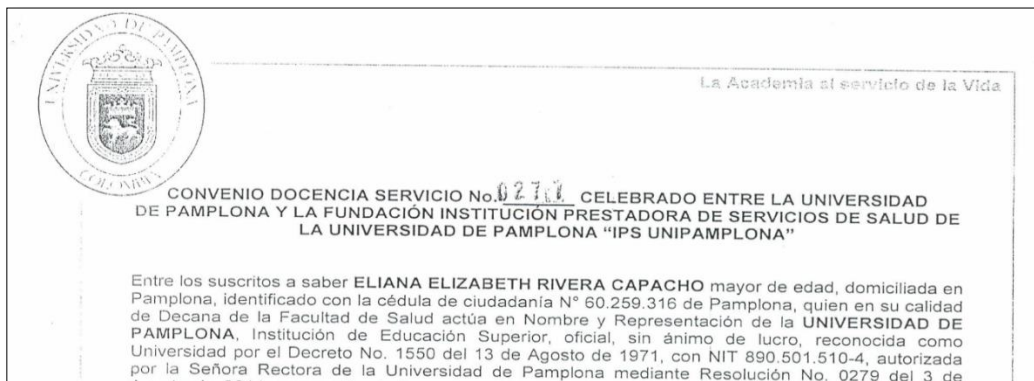 UNIVERSIDAD DE PAMPLONA
COLOMBIA
La Academia al servicio de la Vida
CONVENIO DOCENCIA SERVICIO No. CELEBRADO ENTRE LA UNIVERSIDAD
DE PAMPLONA Y LA FUNDACIÓN INSTITUCIÓN PRESTADORA DE SERVICIOS DE SALUD DE
LA UNIVERSIDAD DE PAMPLONA “IPS UNIPAMPLONA”
Entre los suscritos a saber ELIANA ELIZABETH RIVERA CAPACHO mayor de edad, domiciliada en
Pamplona, identificado con la cédula de ciudadanía N° 60.259.316 de Pamplona, quien en su calidad
de Decana de la Facultad de Salud actúa en Nombre y Representación de la UNIVERSIDAD DE
PAMPLONA, Institución de Educación Superior, oficial, sin ánimo de lucro, reconocida como
Universidad por el Decreto No. 1550 del 13 de Agosto de 1971, con NIT 890.501.510-4, autorizada
por la Señora Rectora de la Universidad de Pamplona mediante Resolución No. 0279 del 3 de